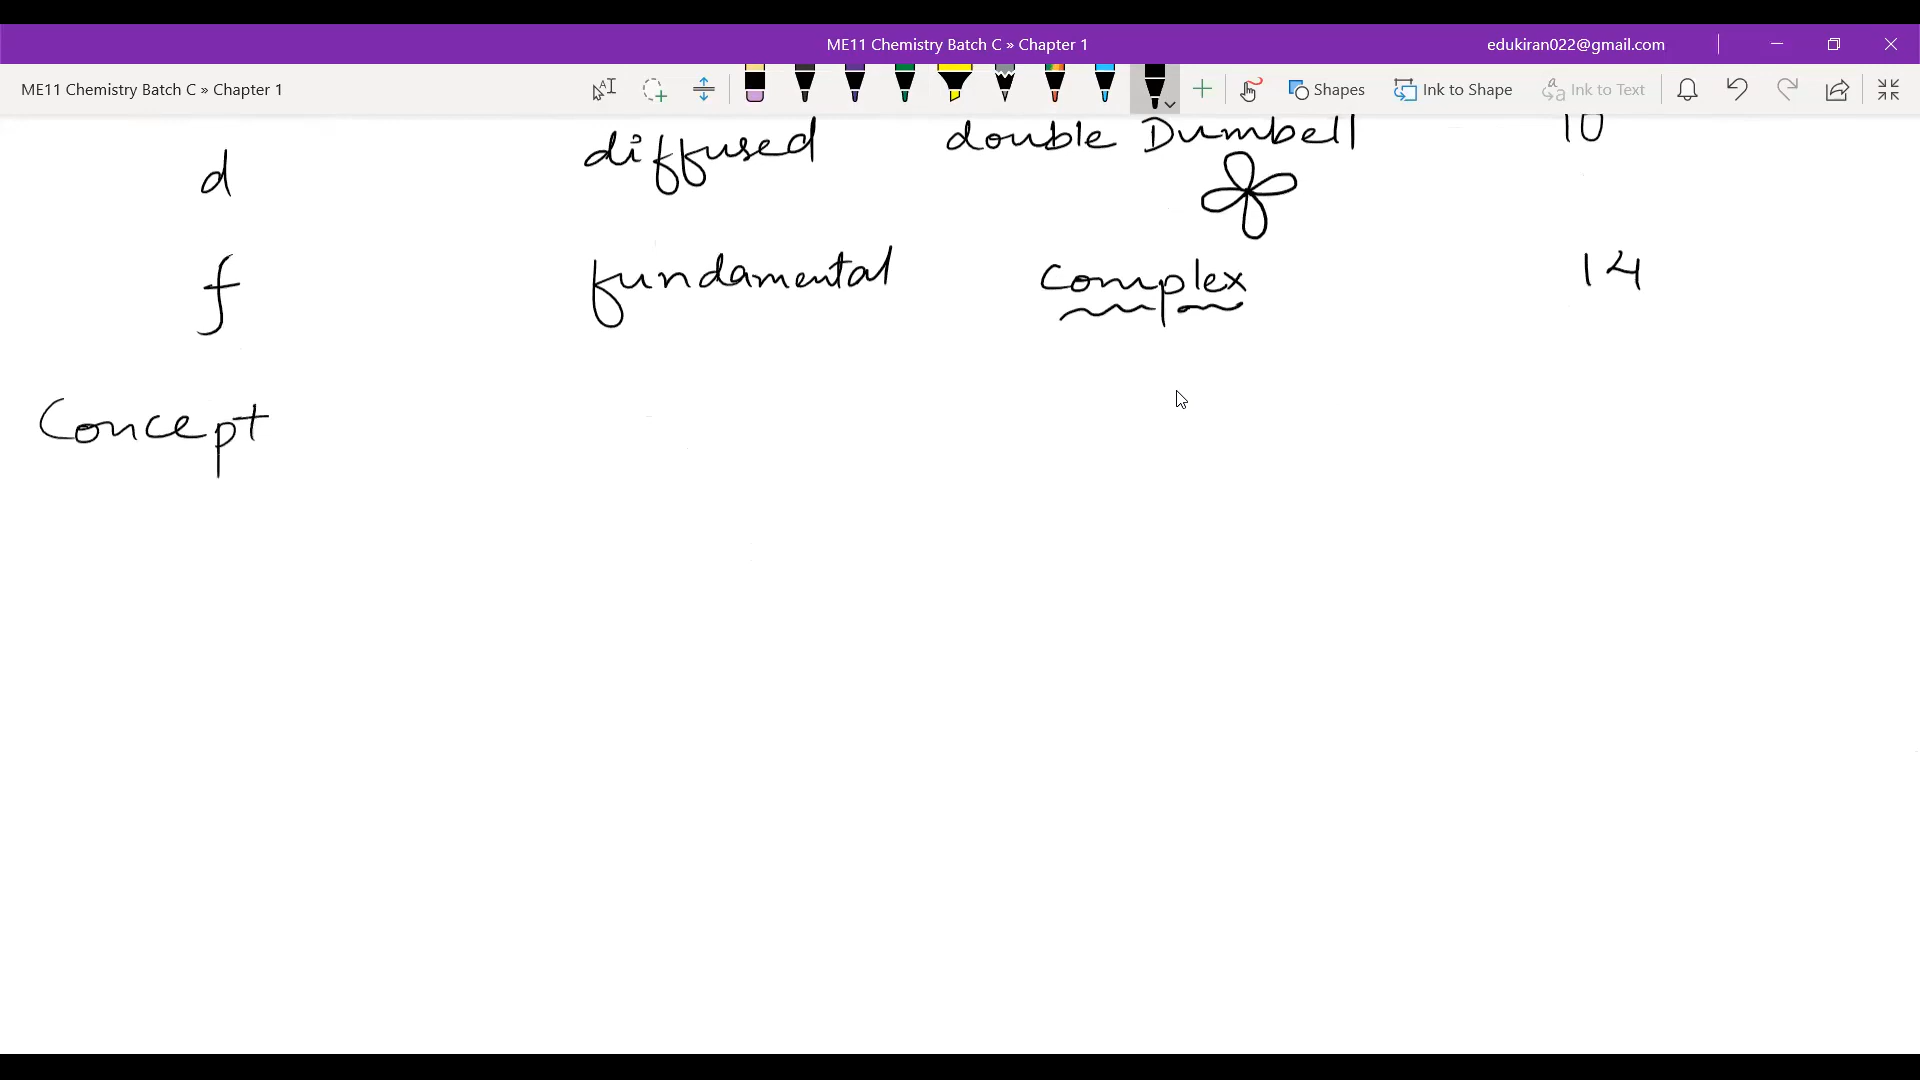 ME11 Chemistry Batch C » Chapter 1
edukiran022@gmail.com
ME11 Chemistry Batch C » Chapter 1
Shapes
Ink to Shape
Ink to Text
d diffused double Dumbell 10
f fundamental Complex 14
Concept